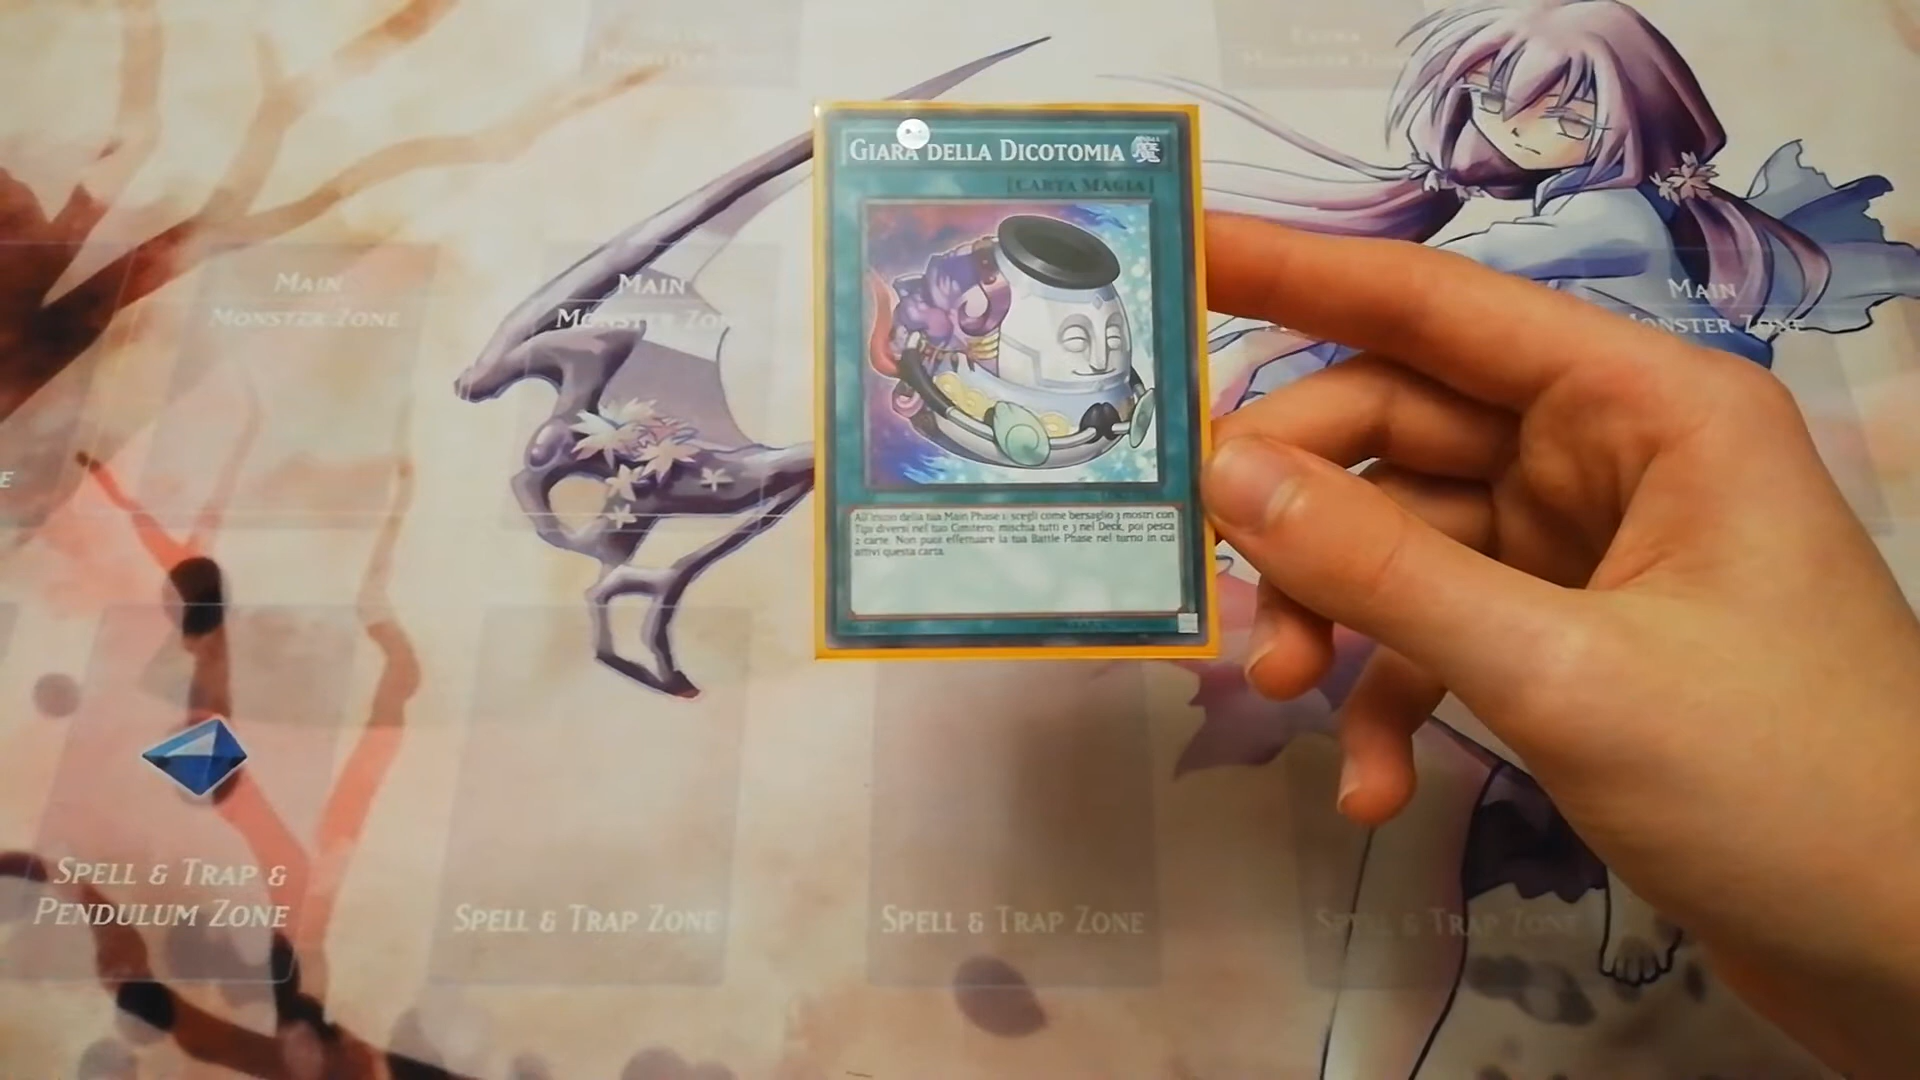 GIARA DELLA DICOTOMIA 魔
[CARTA MAGIA]
MAIN
MONSTER ZONE
MAIN
MONSTER ZON
MAIN
MONSTER ZONE
E
All'inizio della tua Main Phase 1: scegli come bersaglio 3 mostri con
Tipi diversi nel tuo Cimitero; mischia tutti e 3 nel Deck, poi pesca
2 carte. Non puoi effettuare la tua Battle Phase nel turno in cui
attivi questa carta.
SPELL & TRAP &
PENDULUM ZONE
SPELL & TRAP ZONE
SPELL & TRAP ZONE
SPELL & TRAP ZONE